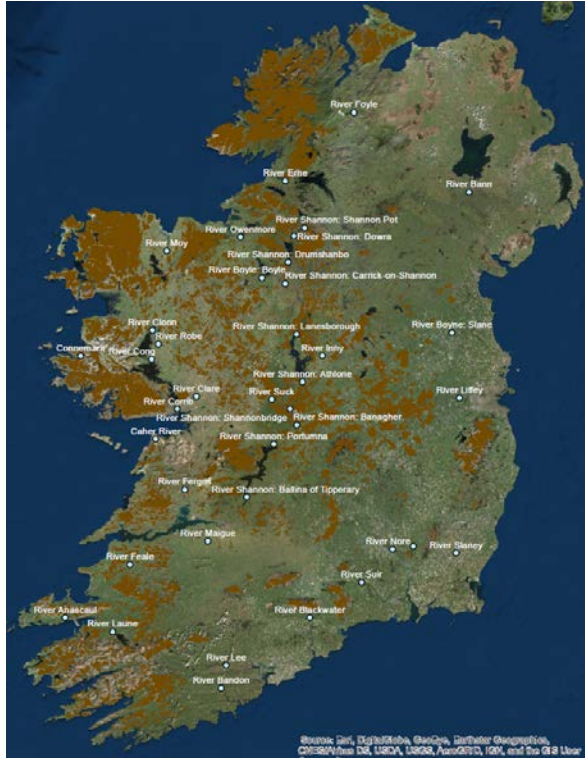 River Foyle
River Erne
River Bann
River Shannon: Shannon Pot
River Owenmore
River Shannon: Dowra
River Moy
River Shannon: Drumshanbo
River Boyle: Boyle
River Shannon: Carrick-on-Shannon
River Cloon
River Shannon: Lanesborough
River Boyne: Slane
River Robe
Connemara
River Cong
River Inny
River Shannon: Athlone
River Clare
River Suck
River Liffey
River Corrib
River Shannon: Shannonbridge
River Shannon: Banagher.
Caher River
River Shannon: Portumna
River Fergus
River Shannon: Ballina of Tipperary
River Maigue
River Nore
River Slaney
River Feale
River Suir
River Anascaul
River Blackwater
River Laune
River Lee
River Bandon
Source: Esri, DigitalGlobe, GeoEye, Earthstar Geographics,
CNES/Airbus DS, USDA, USGS, AeroGRID, IGN, and the GIS User